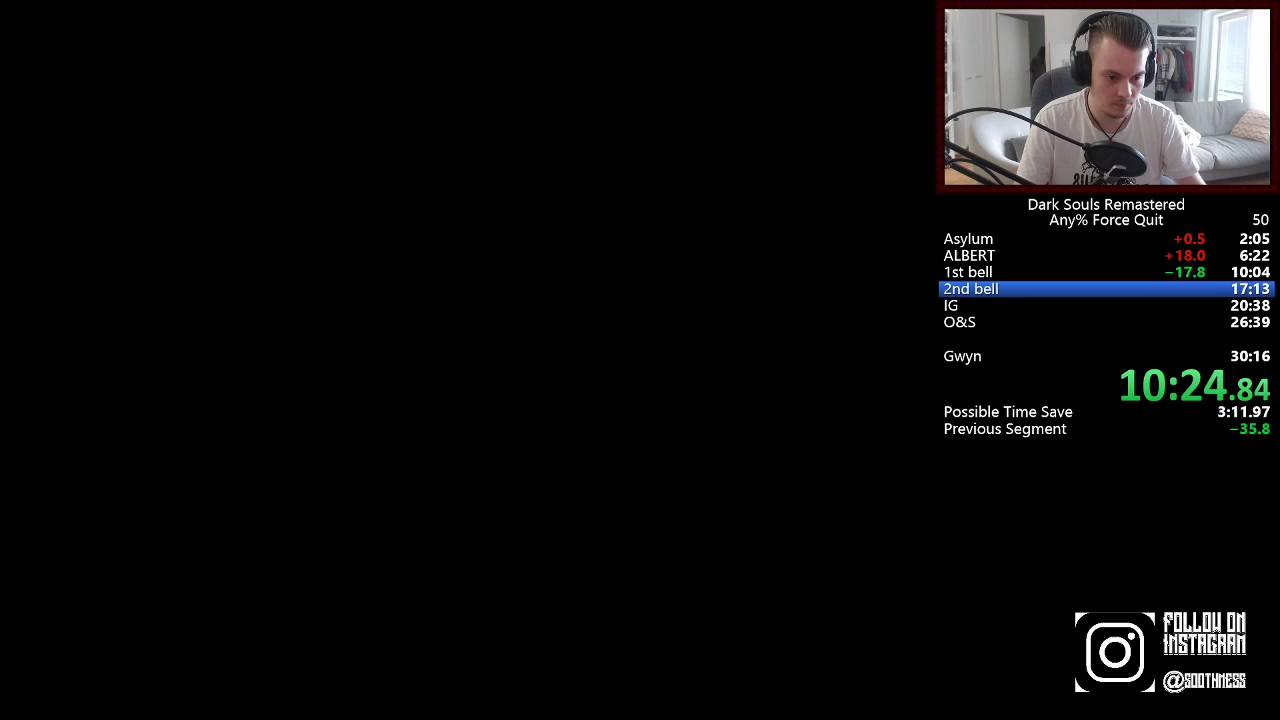 Dark Souls Remastered
Any% Force Quit 50
Asylum +0.5 2:05
ALBERT +18.0 6:22
1st bell −17.8 10:04
2nd bell 17:13
IG 20:38
O&S 26:39
Gwyn 30:16
10:24.84
Possible Time Save 3:11.97
Previous Segment −35.8
FOLLOW ON
INSTAGRAM
@SOOTHNESS